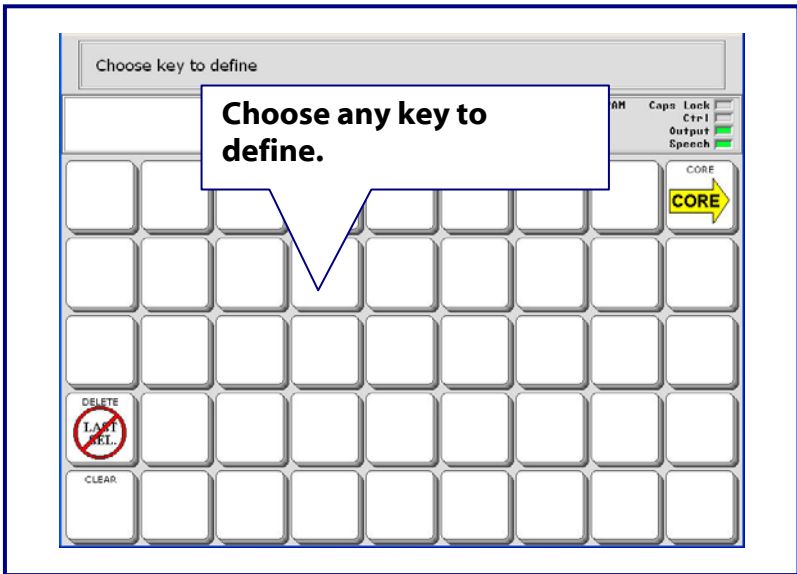 Choose key to define
Choose any key to
define.
Caps Lock
Ctrl
Output
Speech
CORE
CORE
DELETE
LAST
SEL.
CLEAR